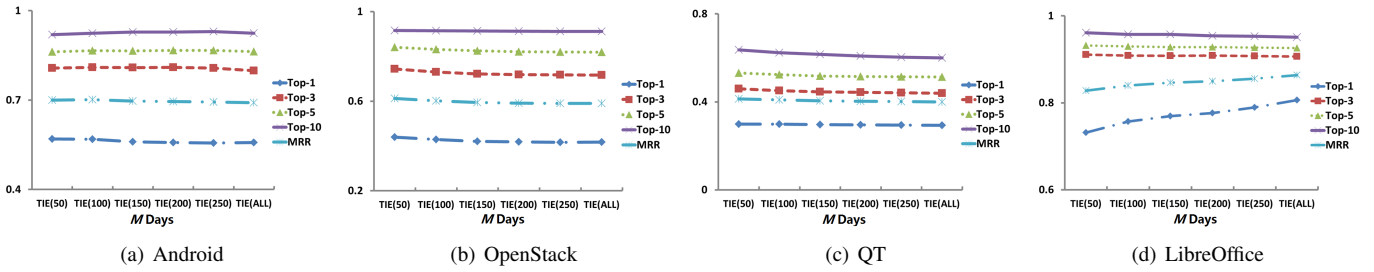 1
0.7
0.4
TIE(50) TIE(100) TIE(150) TIE(200) TIE(250) TIE(ALL)
M Days
Top-1
Top-3
Top-5
Top-10
MRR
(a) Android
1
0.6
0.2
TIE(50) TIE(100) TIE(150) TIE(200) TIE(250) TIE(ALL)
M Days
Top-1
Top-3
Top-5
Top-10
MRR
(b) OpenStack
0.8
0.4
0
TIE(50) TIE(100) TIE(150) TIE(200) TIE(250) TIE(ALL)
M Days
Top-1
Top-3
Top-5
Top-10
MRR
(c) QT
1
0.8
0.6
TIE(50) TIE(100) TIE(150) TIE(200) TIE(250) TIE(ALL)
M Days
Top-1
Top-3
Top-5
Top-10
MRR
(d) LibreOffice